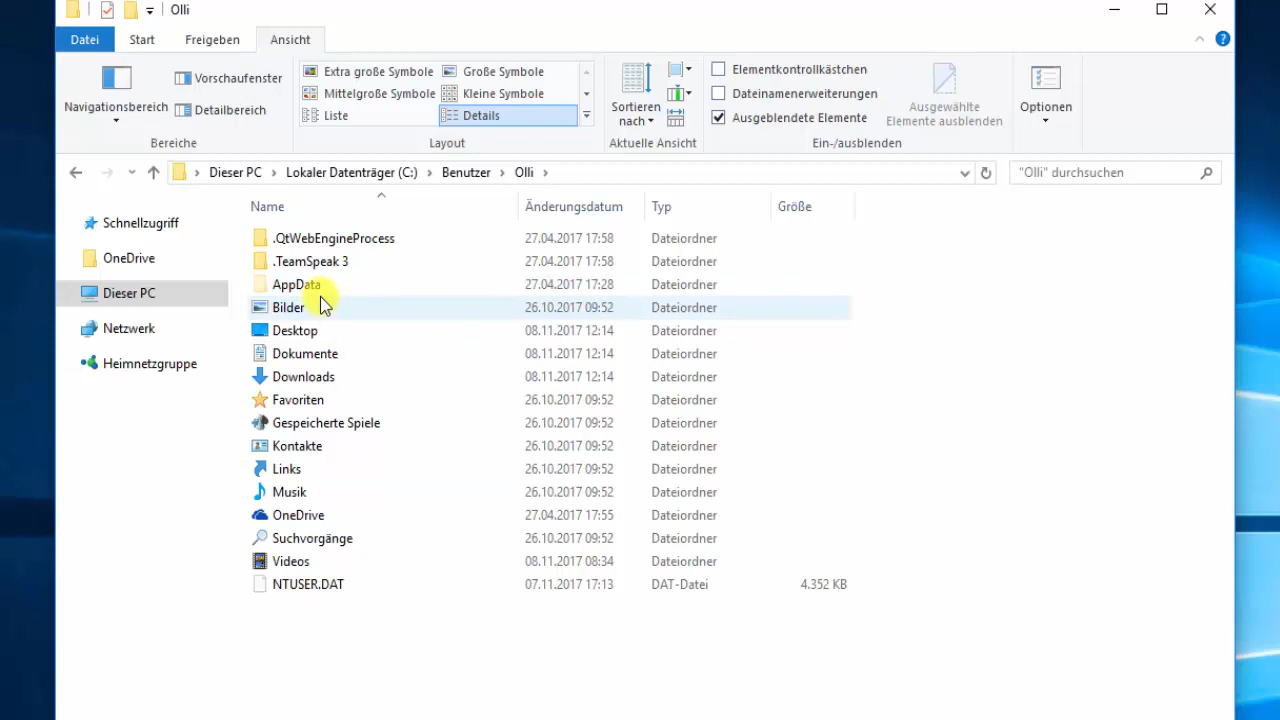 Olli
Datei Start Freigeben Ansicht
Navigationsbereich
Vorschaufenster
Detailbereich
Bereiche
Extra große Symbole Große Symbole
Mittelgroße Symbole Kleine Symbole
Liste Details
Layout
Sortieren
nach
Aktuelle Ansicht
Elementkontrollkästchen
Dateinamenerweiterungen
Ausgeblendete Elemente
Ausgewählte
Elemente ausblenden
Ein-/ausblenden
Optionen
Dieser PC Lokaler Datenträger (C:) Benutzer Olli
"Olli" durchsuchen
Schnellzugriff
OneDrive
Dieser PC
Netzwerk
Heimnetzgruppe
Name Änderungsdatum Typ Größe
.QtWebEngineProcess 27.04.2017 17:58 Dateiordner
.TeamSpeak 3 27.04.2017 17:58 Dateiordner
AppData 27.04.2017 17:28 Dateiordner
Bilder 26.10.2017 09:52 Dateiordner
Desktop 08.11.2017 12:14 Dateiordner
Dokumente 08.11.2017 12:14 Dateiordner
Downloads 08.11.2017 12:14 Dateiordner
Favoriten 26.10.2017 09:52 Dateiordner
Gespeicherte Spiele 26.10.2017 09:52 Dateiordner
Kontakte 26.10.2017 09:52 Dateiordner
Links 26.10.2017 09:52 Dateiordner
Musik 26.10.2017 09:52 Dateiordner
OneDrive 27.04.2017 17:55 Dateiordner
Suchvorgänge 26.10.2017 09:52 Dateiordner
Videos 08.11.2017 08:34 Dateiordner
NTUSER.DAT 07.11.2017 17:13 DAT-Datei 4.352 KB